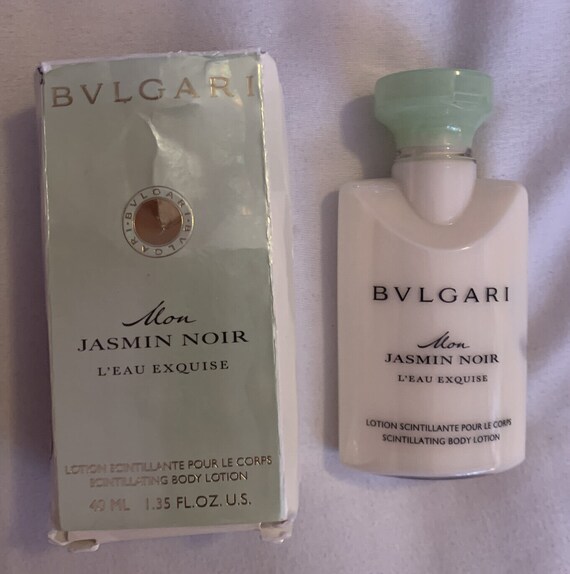 BVLGARI
BVLGARI · BVLGARI
Mon
JASMIN NOIR
L'EAU EXQUISE
LOTION SCINTILLANTE POUR LE CORPS
SCINTILLATING BODY LOTION
40 ML 1.35 FL.OZ. U.S.
BVLGARI
Mon
JASMIN NOIR
L'EAU EXQUISE
LOTION SCINTILLANTE POUR LE CORPS
SCINTILLATING BODY LOTION